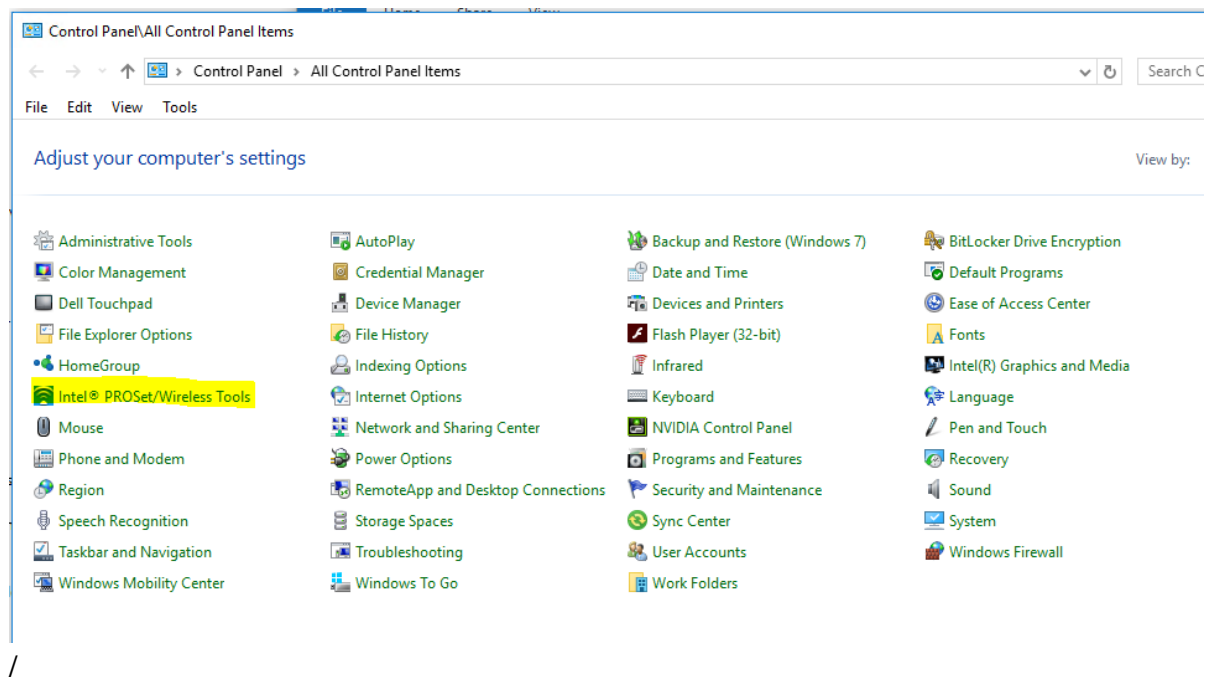 File Home Share View
Control Panel\All Control Panel Items
Control Panel > All Control Panel Items Search C
File Edit View Tools
Adjust your computer's settings View by:
Administrative Tools AutoPlay Backup and Restore (Windows 7) BitLocker Drive Encryption
Color Management Credential Manager Date and Time Default Programs
Dell Touchpad Device Manager Devices and Printers Ease of Access Center
File Explorer Options File History Flash Player (32-bit) Fonts
HomeGroup Indexing Options Infrared Intel(R) Graphics and Media
Intel® PROSet/Wireless Tools Internet Options Keyboard Language
Mouse Network and Sharing Center NVIDIA Control Panel Pen and Touch
Phone and Modem Power Options Programs and Features Recovery
Region RemoteApp and Desktop Connections Security and Maintenance Sound
Speech Recognition Storage Spaces Sync Center System
Taskbar and Navigation Troubleshooting User Accounts Windows Firewall
Windows Mobility Center Windows To Go Work Folders
/